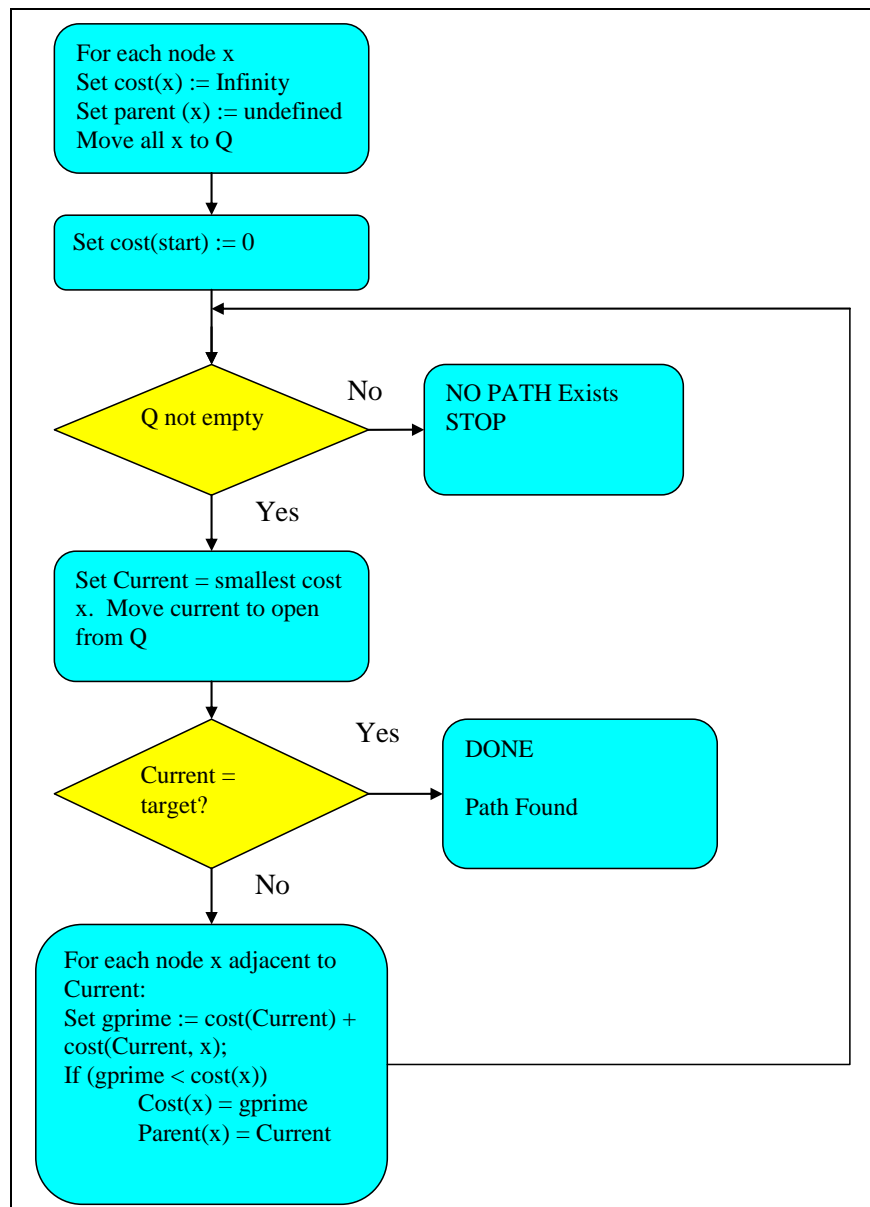 For each node x
Set cost(x) := Infinity
Set parent (x) := undefined
Move all x to Q
Set cost(start) := 0
Q not empty
No
NO PATH Exists
STOP
Yes
Set Current = smallest cost
x.  Move current to open
from Q
Current =
target?
Yes
DONE
Path Found
No
For each node x adjacent to
Current:
Set gprime := cost(Current) +
cost(Current, x);
If (gprime < cost(x))
Cost(x) = gprime
Parent(x) = Current